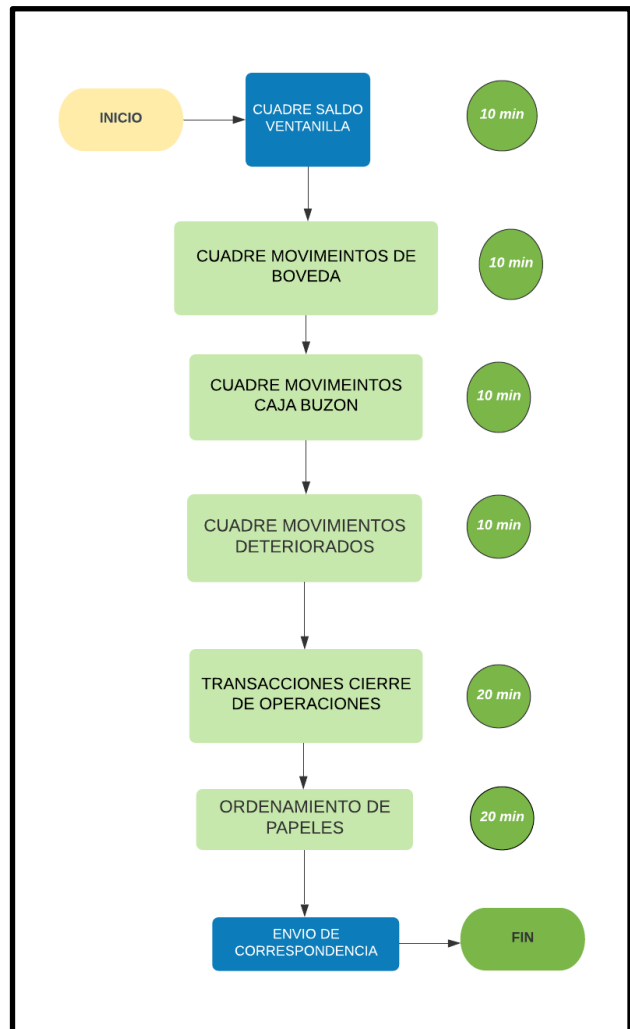 INICIO
CUADRE SALDO
VENTANILLA
10 min
CUADRE MOVIMEINTOS DE
BOVEDA
10 min
CUADRE MOVIMEINTOS
CAJA BUZON
10 min
CUADRE MOVIMIENTOS
DETERIORADOS
10 min
TRANSACCIONES CIERRE
DE OPERACIONES
20 min
ORDENAMIENTO DE
PAPELES
20 min
ENVIO DE
CORRESPONDENCIA
FIN